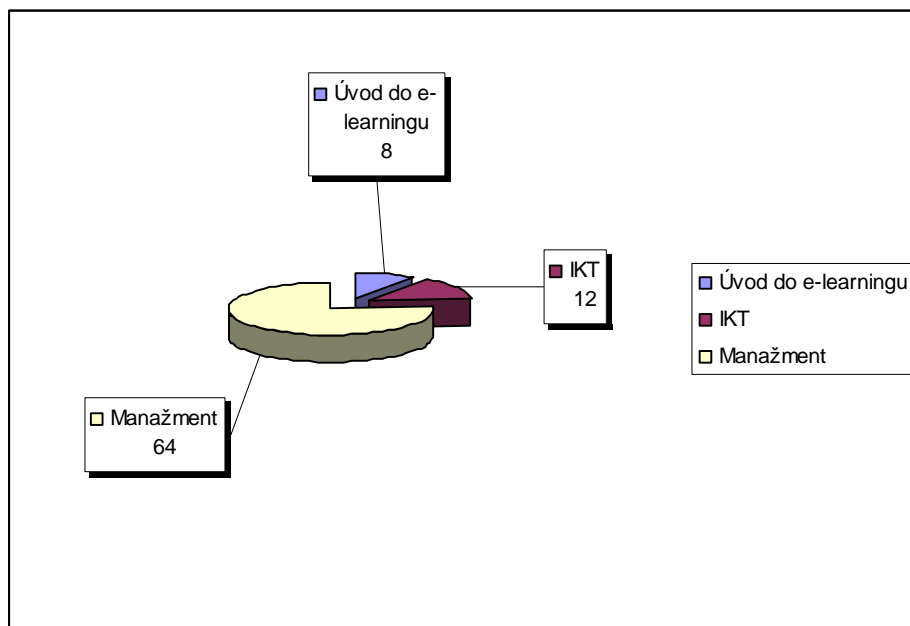 Úvod do e-
learningu
8
IKT
12
Úvod do e-learningu
IKT
Manažment
Manažment
64